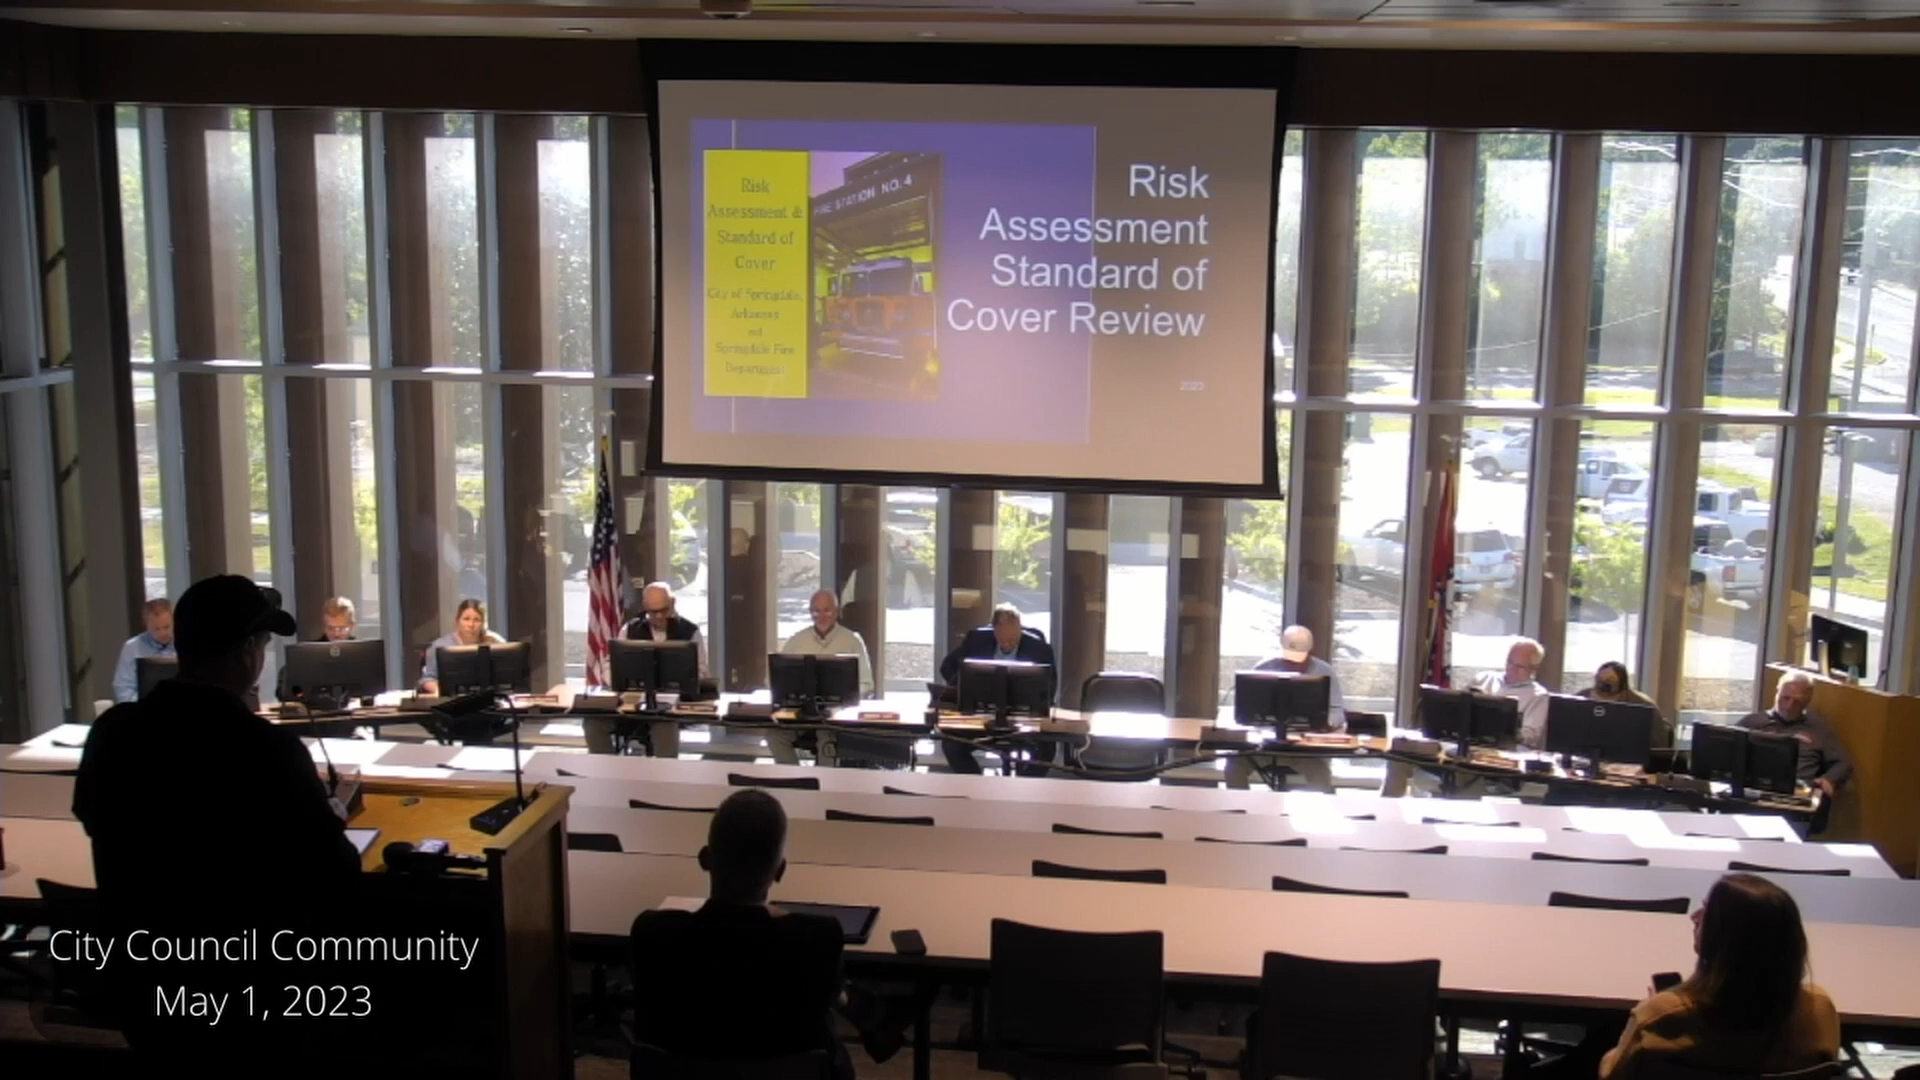 Risk
Assessment &
Standard of
Cover
City of Springdale,
Arkansas
and
Springdale Fire
Department
FIRE STATION NO. 4
Risk
Assessment
Standard of
Cover Review
2023
City Council Community
May 1, 2023